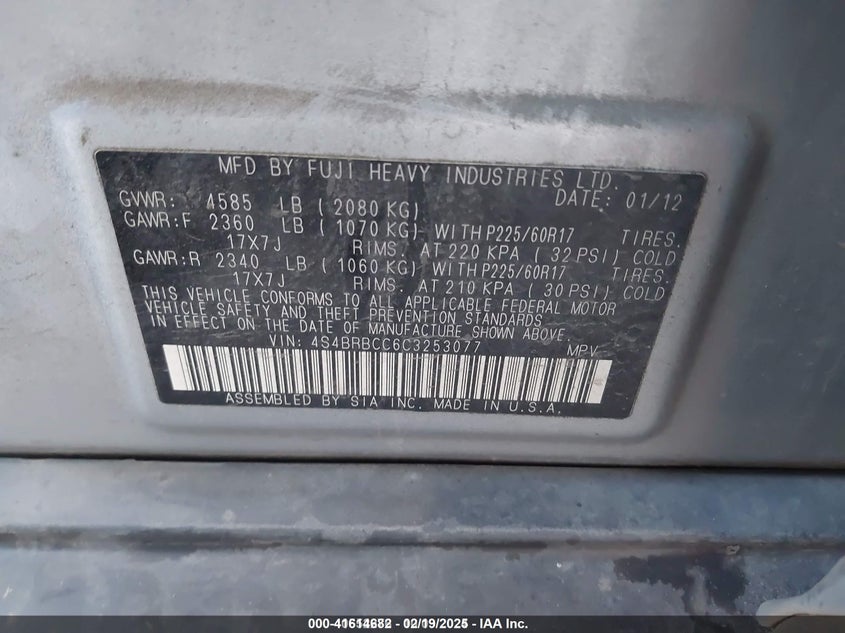 MFD BY FUJI HEAVY INDUSTRIES LTD.
DATE: 01/12
GVWR: 4585 LB ( 2080 KG)
GAWR:F 2360 LB ( 1070 KG) WITH P225/60R17 TIRES.
17X7J RIMS. AT 220 KPA ( 32 PSI) COLD
GAWR:R 2340 LB ( 1060 KG) WITH P225/60R17 TIRES.
17X7J RIMS. AT 210 KPA ( 30 PSI) COLD
THIS VEHICLE CONFORMS TO ALL APPLICABLE FEDERAL MOTOR
VEHICLE SAFETY AND THEFT PREVENTION STANDARDS
IN EFFECT ON THE DATE OF MANUFACTURE SHOWN ABOVE.
VIN: 4S4BRBCC6C3253077 MPV
ASSEMBLED BY SIA INC. MADE IN U.S.A.
02/19/2025 - IAA Inc.